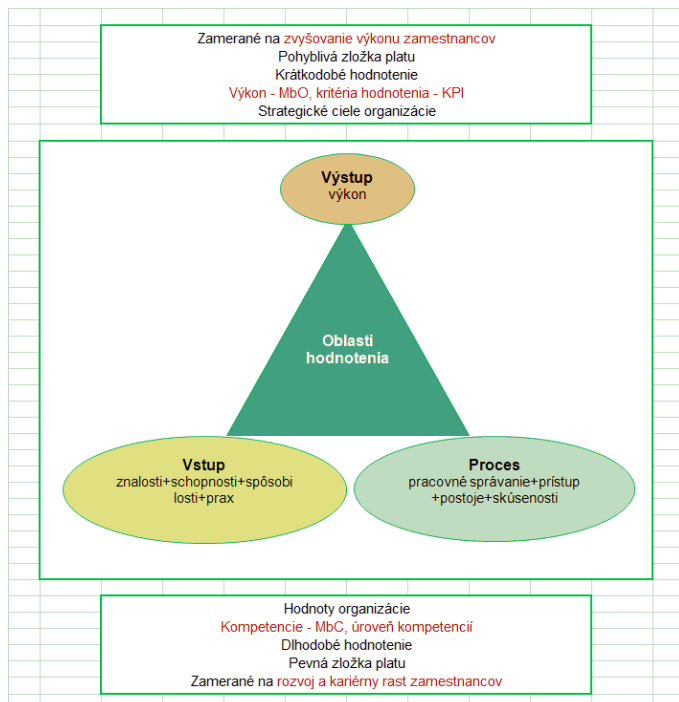 Zamerané na zvyšovanie výkonu zamestnancov
Pohyblivá zložka platu
Krátkodobé hodnotenie
Výkon - MbO, kritéria hodnotenia - KPI
Strategické ciele organizácie
Výstup
výkon
Oblasti
hodnotenia
Vstup
znalosti+schopnosti+spôsobi
losti+prax
Proces
pracovné správanie+prístup
+postoje+skúsenosti
Hodnoty organizácie
Kompetencie - MbC, úroveň kompetencií
Dlhodobé hodnotenie
Pevná zložka platu
Zamerané na rozvoj a kariérny rast zamestnancov